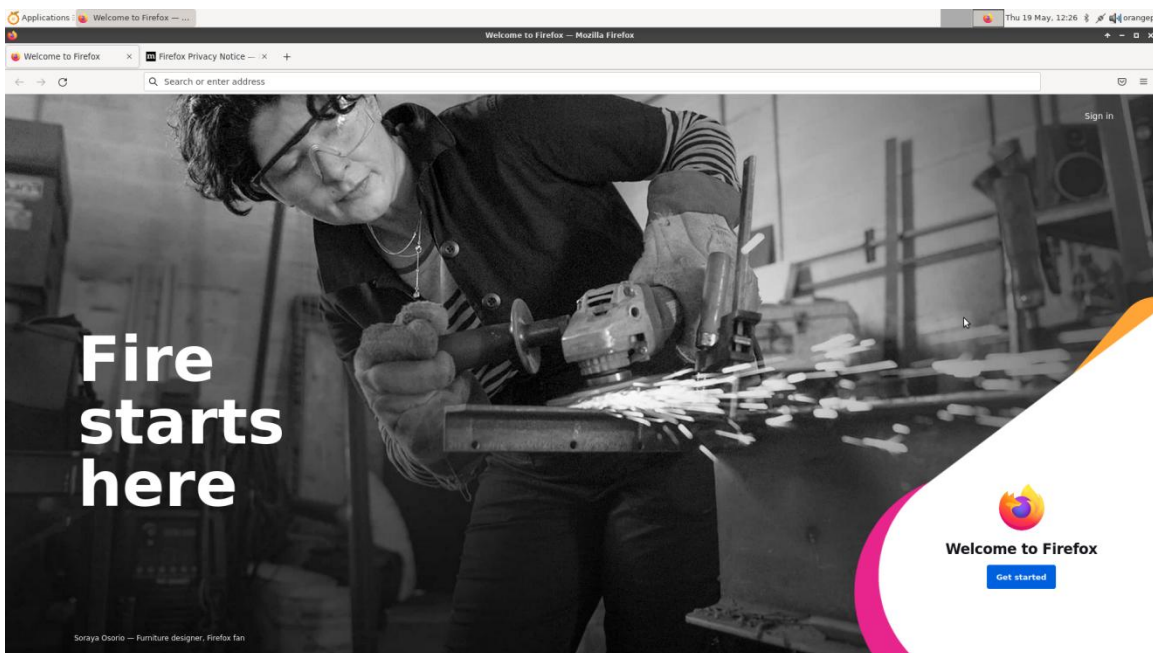 Applications
Welcome to Firefox — ...
Thu 19 May, 12:26
orangep
Welcome to Firefox — Mozilla Firefox
Welcome to Firefox
Firefox Privacy Notice —
Search or enter address
Sign in
Fire
starts
here
Welcome to Firefox
Get started
Soraya Osorio — Furniture designer, Firefox fan